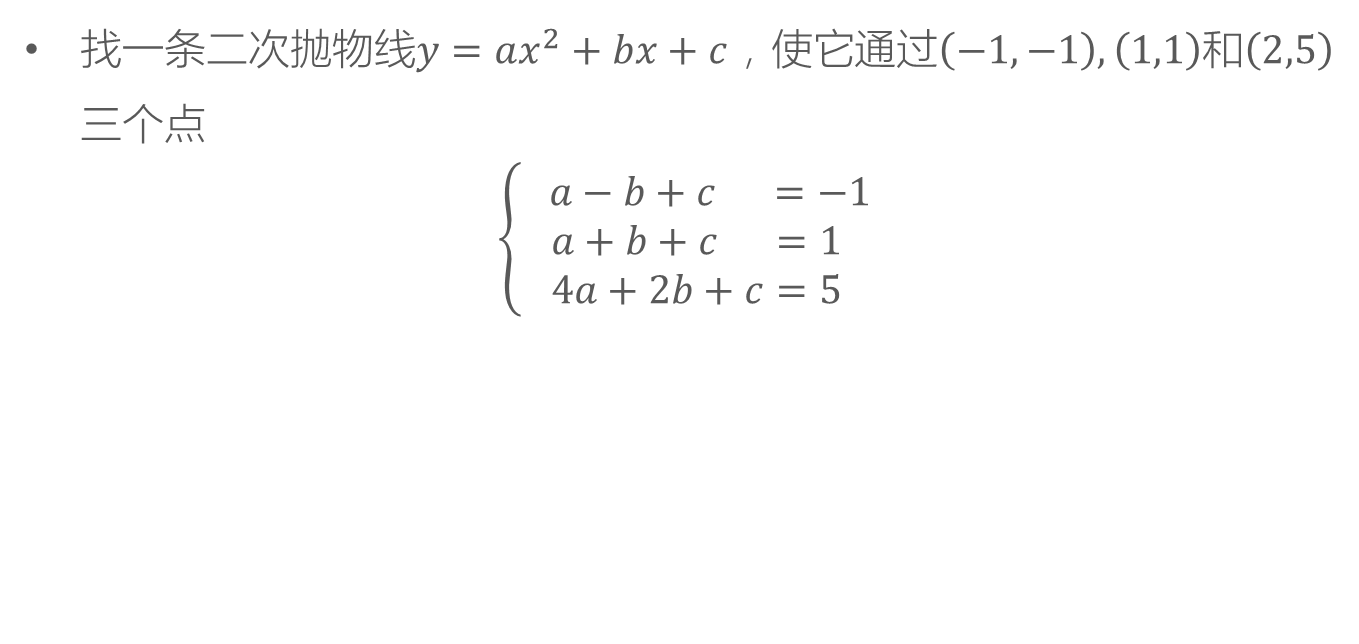 • 找一条二次抛物线y = ax² + bx + c，使它通过(−1, −1), (1,1)和(2,5)
三个点
a − b + c = −1
a + b + c = 1
4a + 2b + c = 5